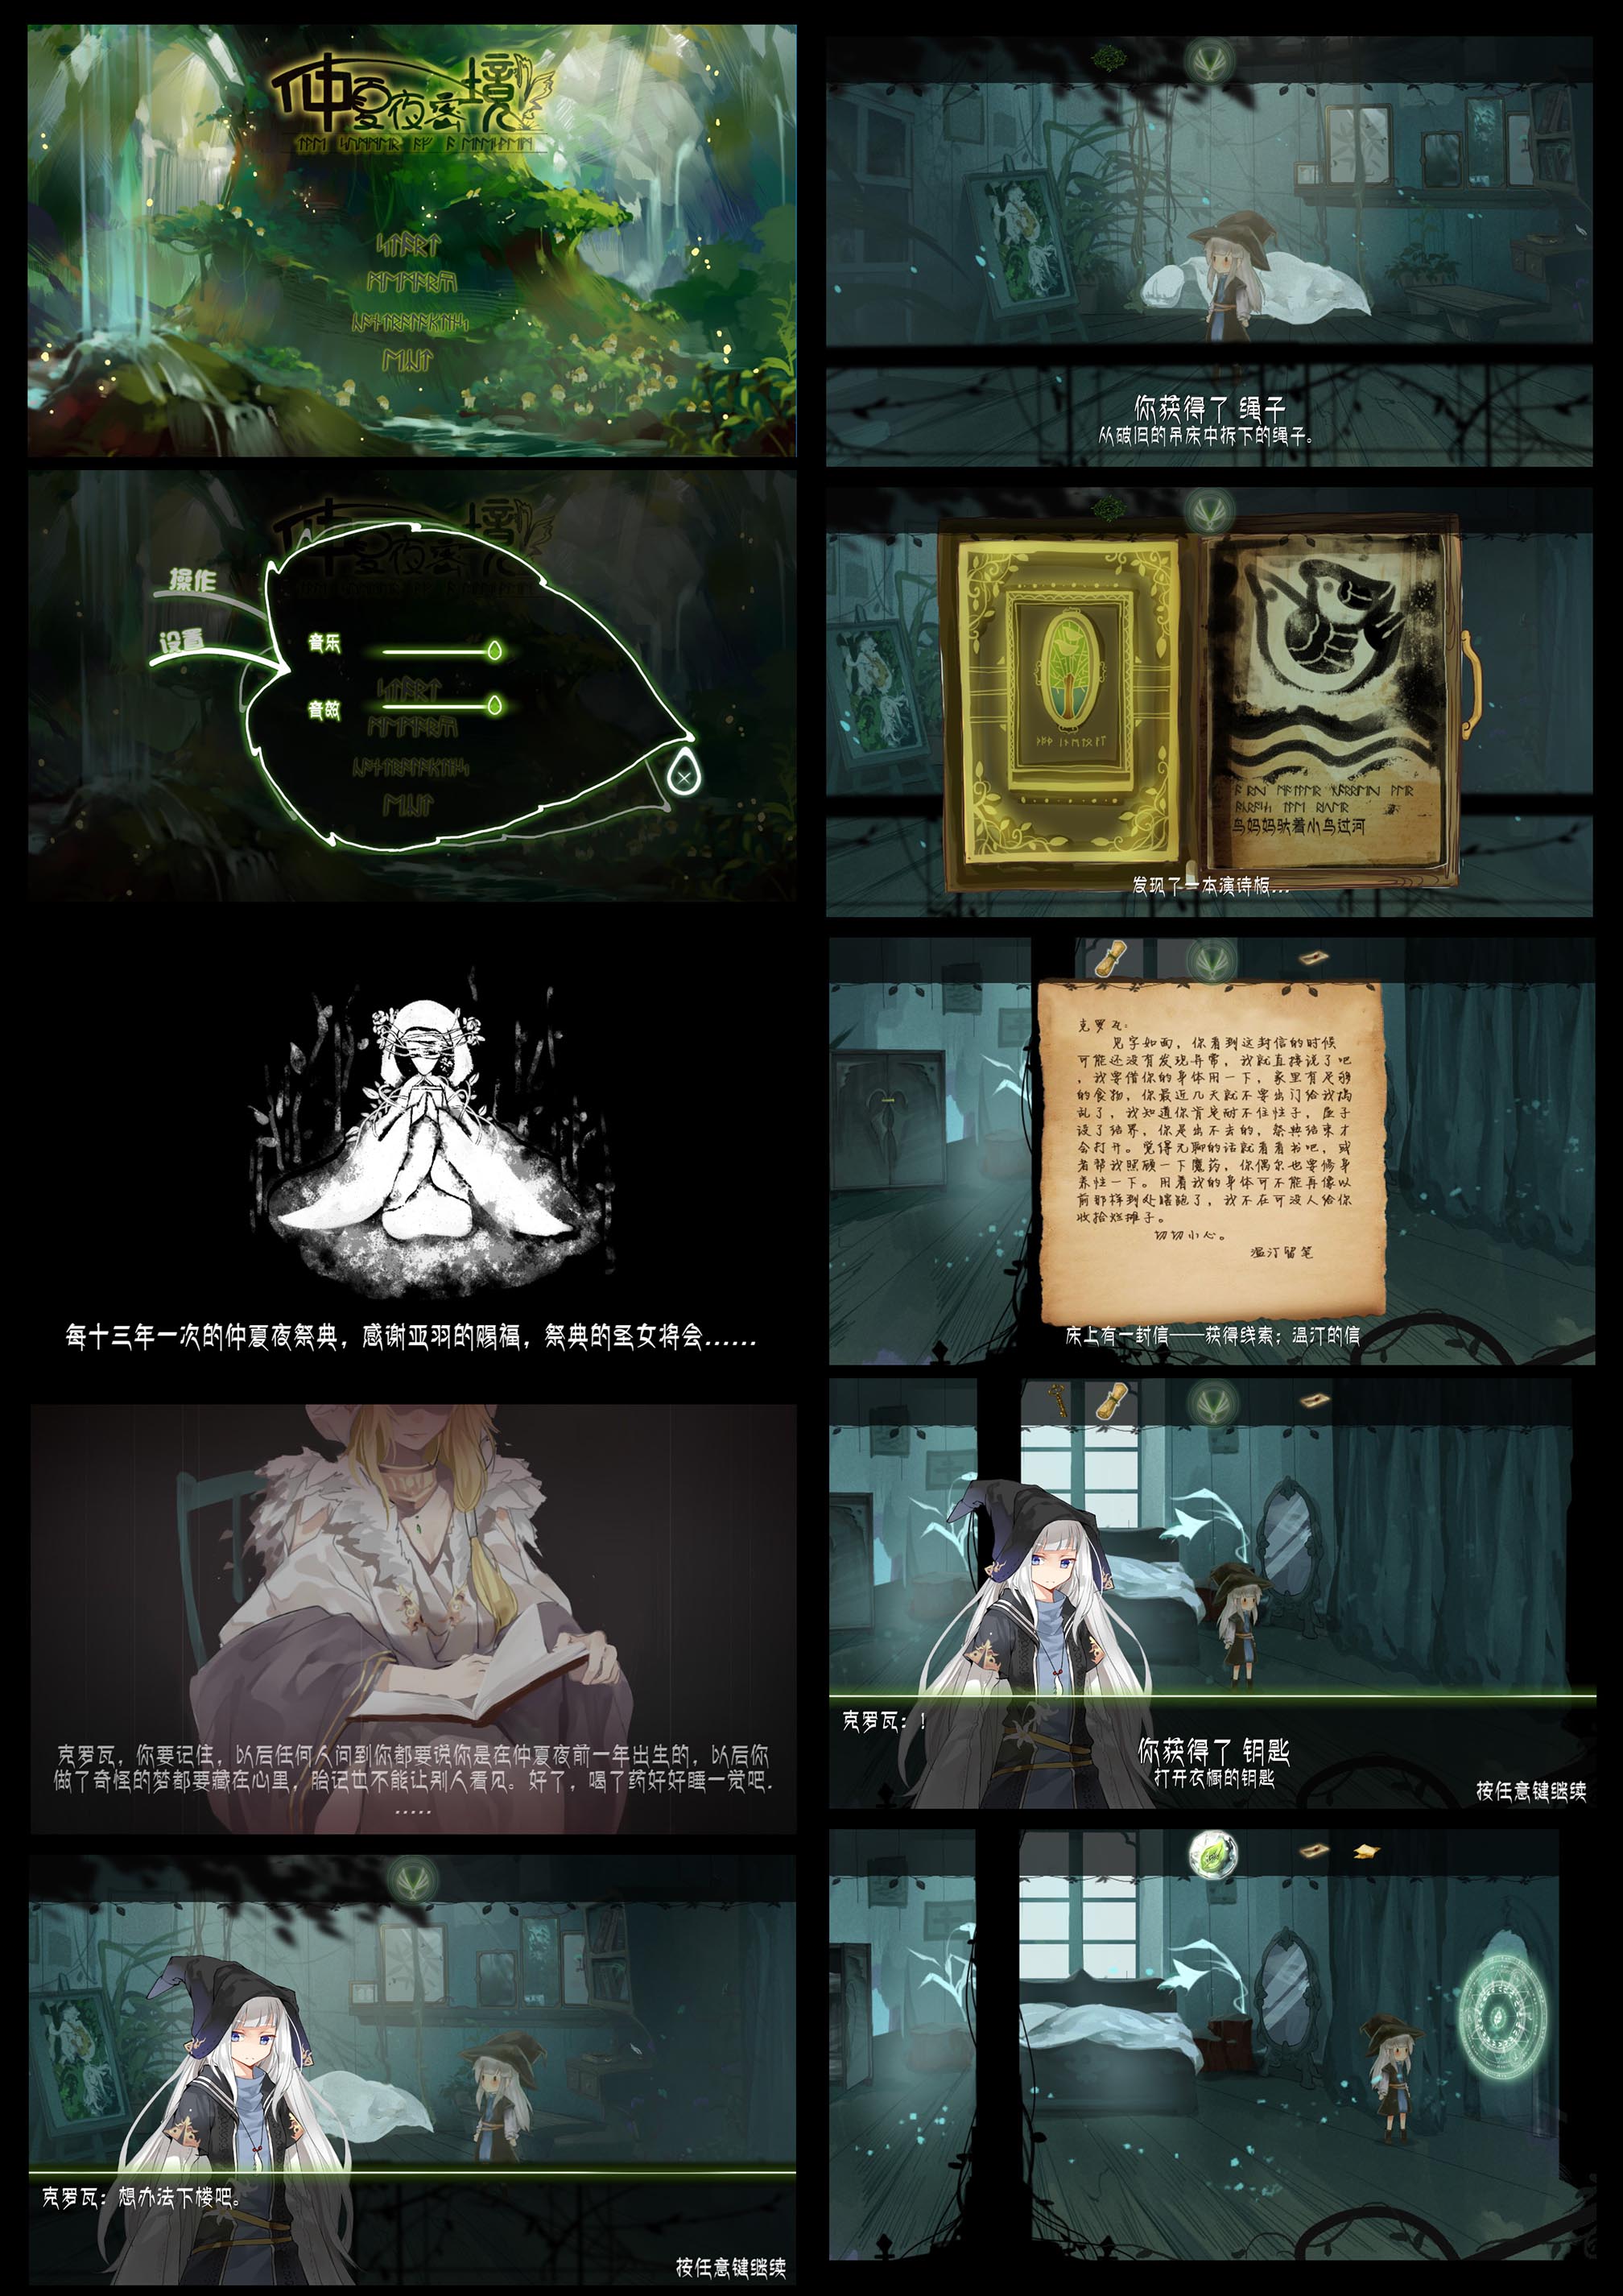 仲夏夜密境
START
MEMORY
EXIT
操作
设置
音乐
音效
每十三年一次的仲夏夜祭典，感谢亚羽的赐福，祭典的圣女将会......
克罗瓦，你要记住，以后任何人问到你都要说你是在仲夏夜前一年出生的，以后你
做了奇怪的梦都要藏在心里，胎记也不能让别人看见。好了，喝了药好好睡一觉吧.
.....
克罗瓦：想办法下楼吧。
按任意键继续
你获得了 绳子
从破旧的吊床中拆下的绳子。
鸟妈妈驮着小鸟过河
发现了一本演诗板...
克罗瓦：
见字如面，你看到这封信的时候
可能还没有发现异常，我就直接说了吧
，我要借你的身体用一下，家里有足够
的食物，你最近几天就不要出门给我捣
乱了，我知道你肯定耐不住性子，屋子
设了结界，你是出不去的，祭典结束才
会打开。觉得无聊的话就看看书吧，或
者帮我照顾一下魔药，你偶尔也要修身
养性一下。用着我的身体可不能再像以
前那样到处瞎跑了，我不在可没人给你
收拾烂摊子。
切切小心。
温汀留笔
床上有一封信——获得线索：温汀的信
克罗瓦：！
你获得了 钥匙
打开衣橱的钥匙
按任意键继续